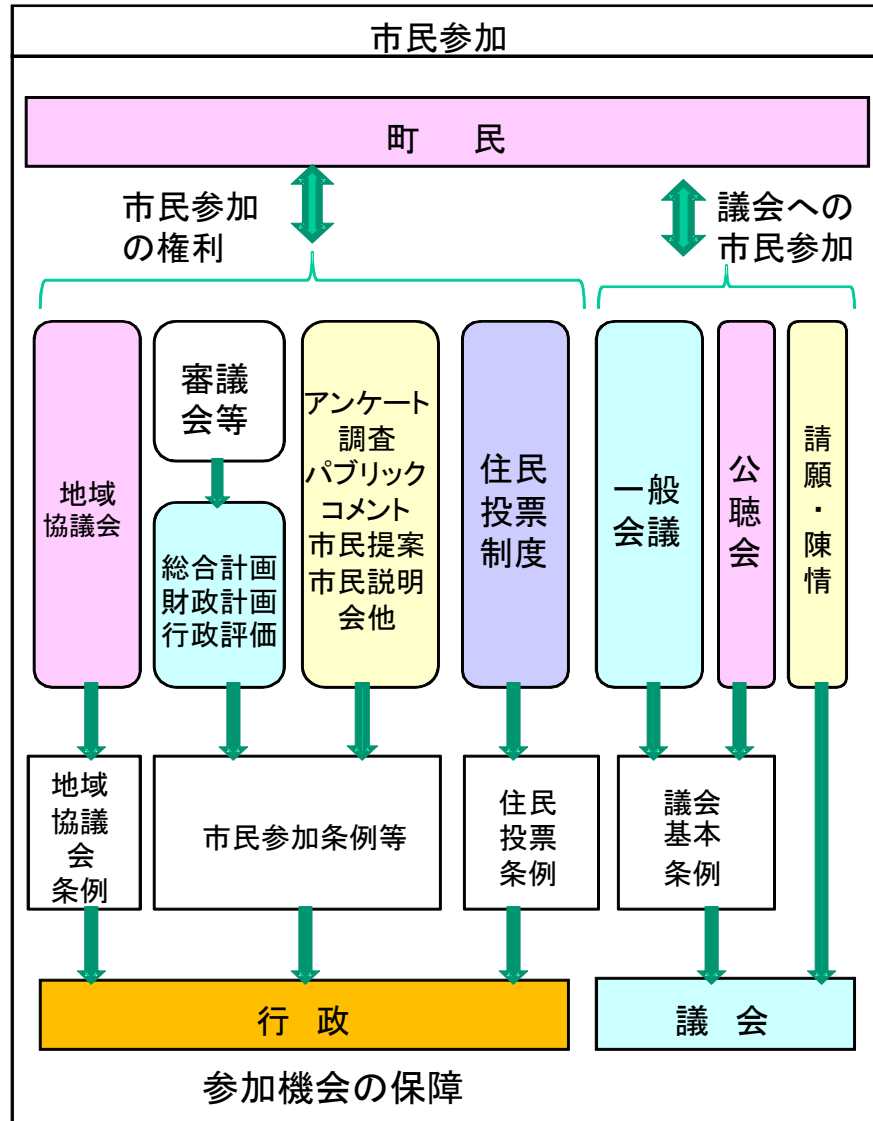 市民参加
町　民
市民参加
の権利
議会への
市民参加
地域
協議会
審議
会等
総合計画
財政計画
行政評価
アンケート
調査
パブリック
コメント
市民提案
市民説明
会他
住民
投票
制度
一般
会議
公聴会
請願・陳情
地域
協議
会
条例
市民参加条例等
住民
投票
条例
議会
基本
条例
行 政
議 会
参加機会の保障